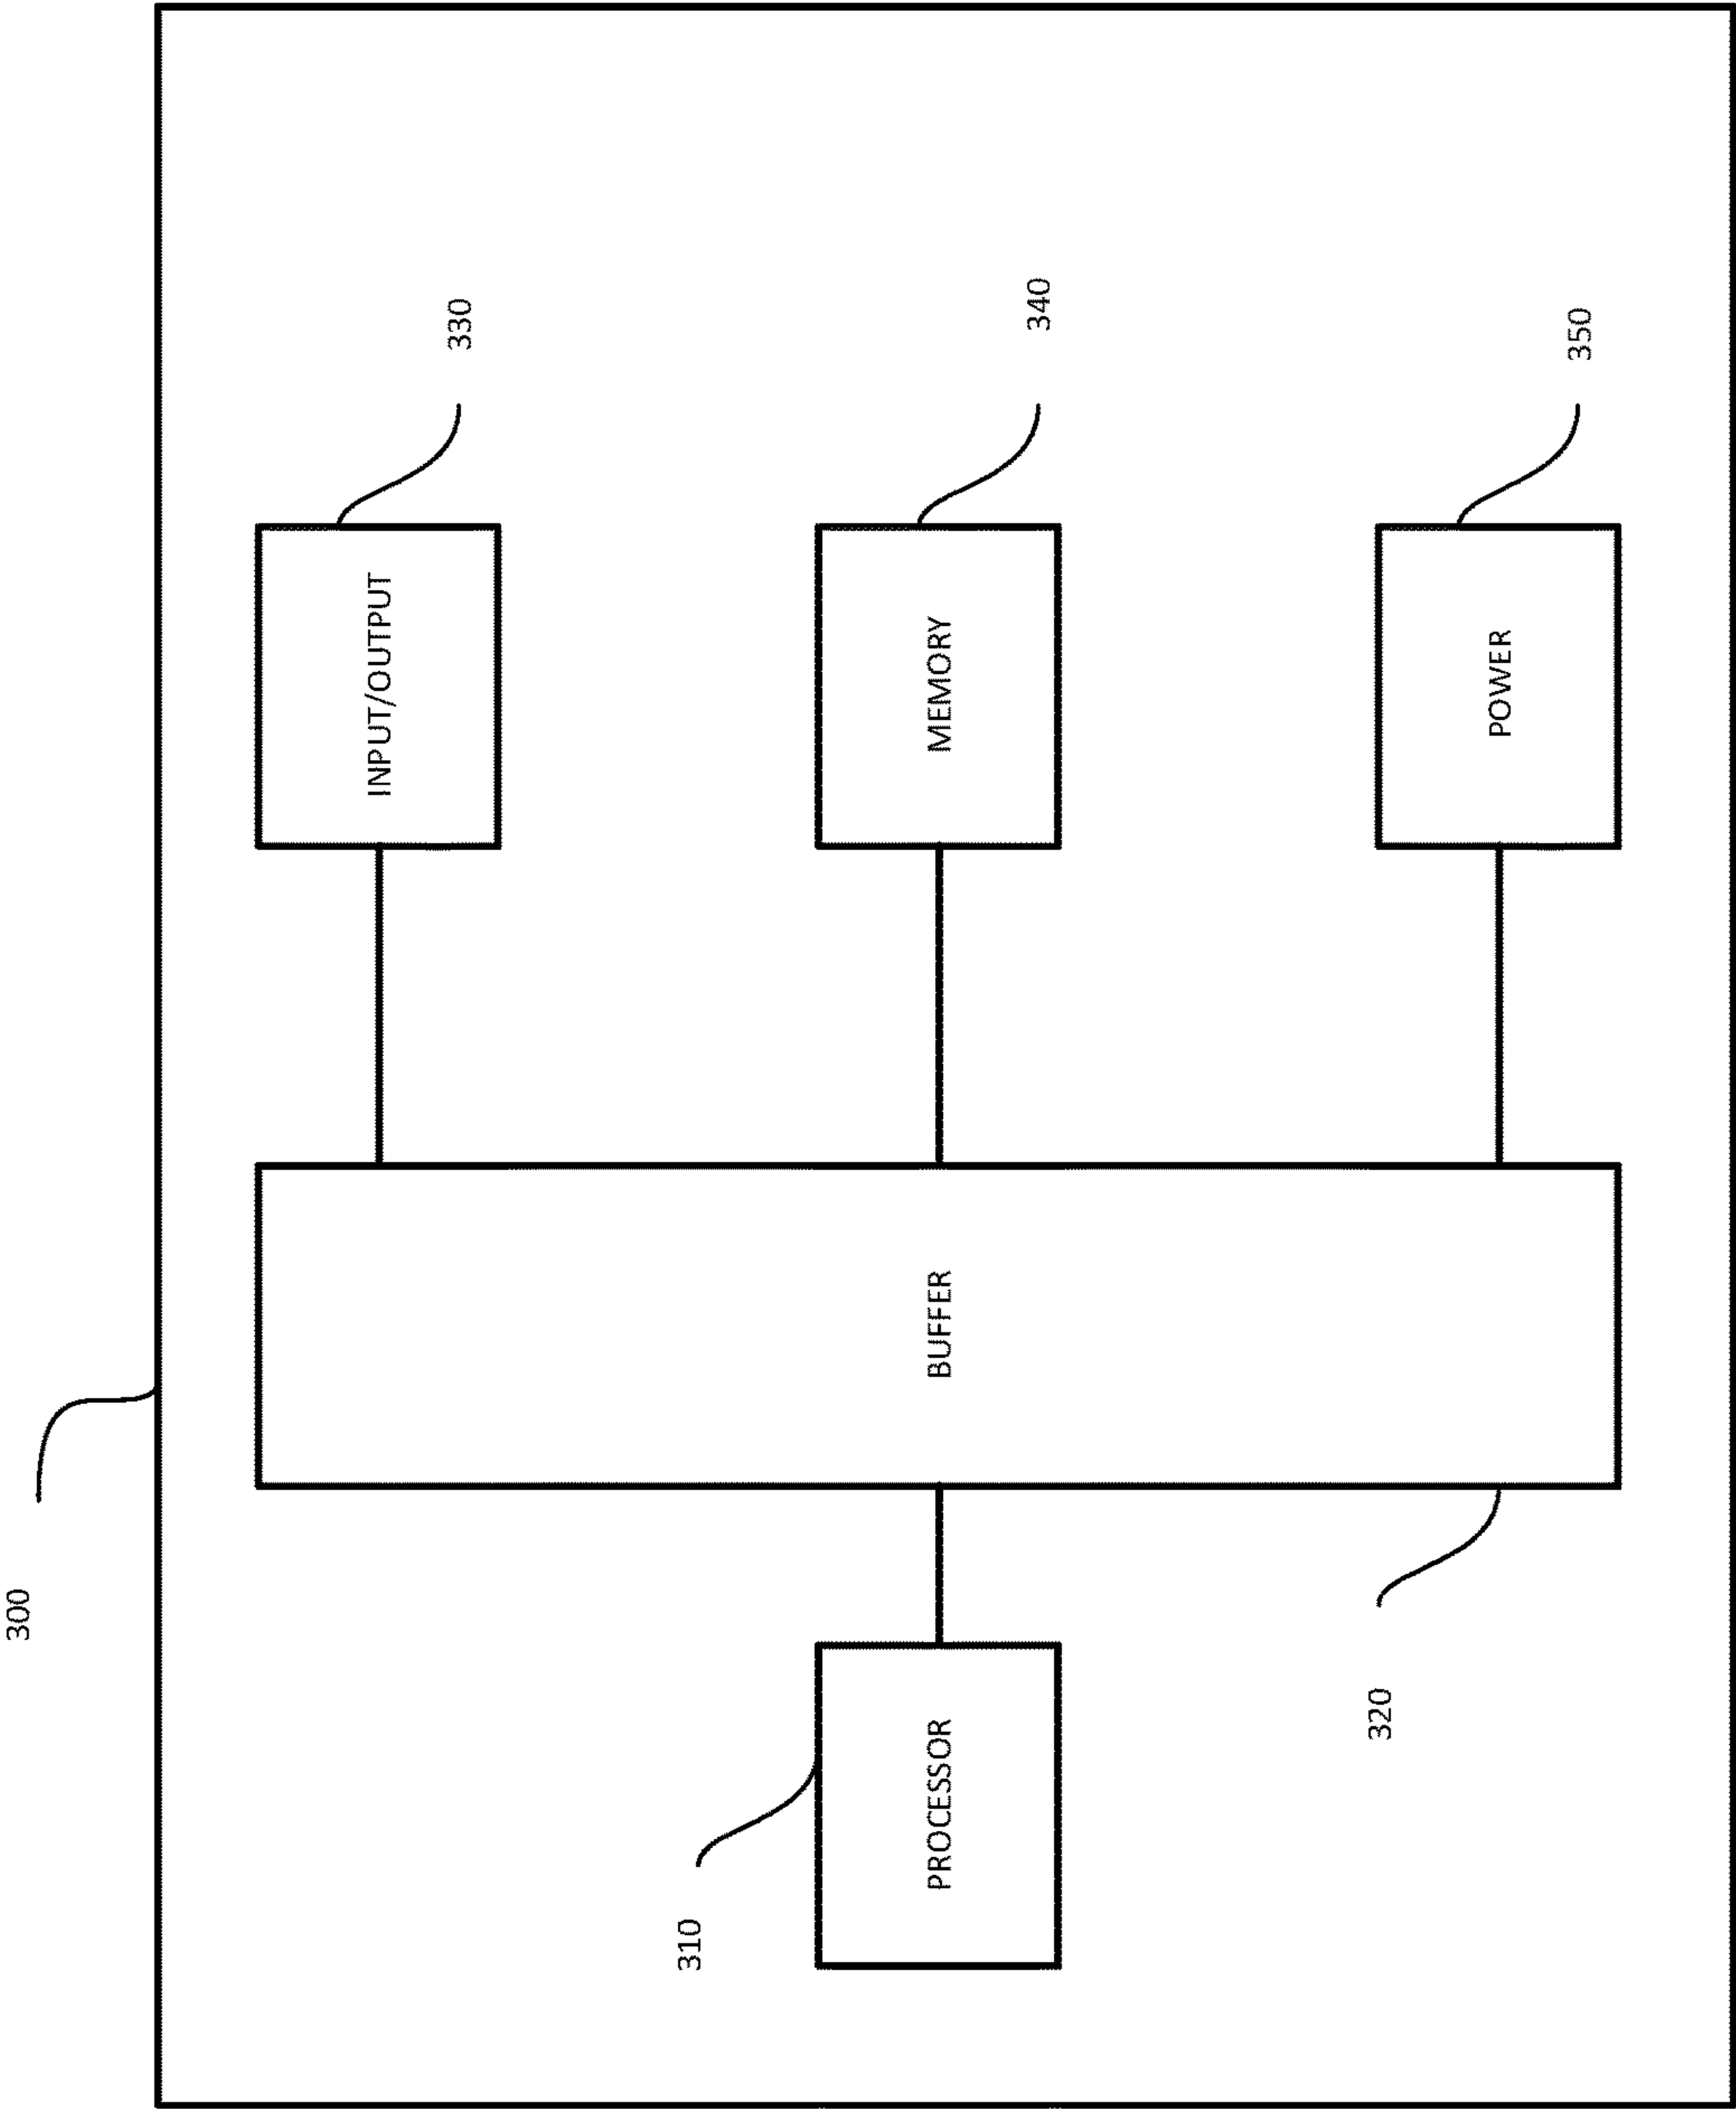 300
310
PROCESSOR
320
BUFFER
INPUT/OUTPUT
330
MEMORY
340
POWER
350